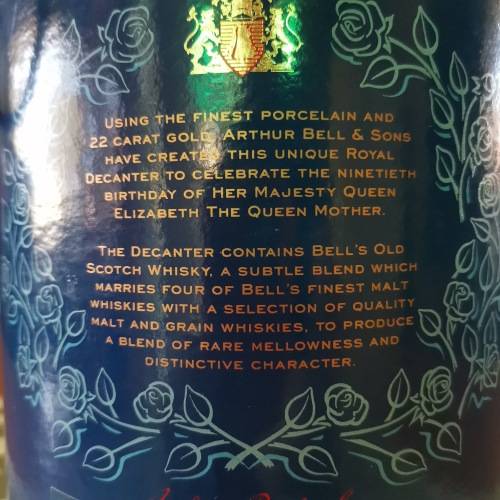 USING THE FINEST PORCELAIN AND
22 CARAT GOLD, ARTHUR BELL & SONS
HAVE CREATED THIS UNIQUE ROYAL
DECANTER TO CELEBRATE THE NINETIETH
BIRTHDAY OF HER MAJESTY QUEEN
ELIZABETH THE QUEEN MOTHER.
THE DECANTER CONTAINS BELL'S OLD
SCOTCH WHISKY, A SUBTLE BLEND WHICH
MARRIES FOUR OF BELL'S FINEST MALT
WHISKIES WITH A SELECTION OF QUALITY
MALT AND GRAIN WHISKIES, TO PRODUCE
A BLEND OF RARE MELLOWNESS AND
DISTINCTIVE CHARACTER.